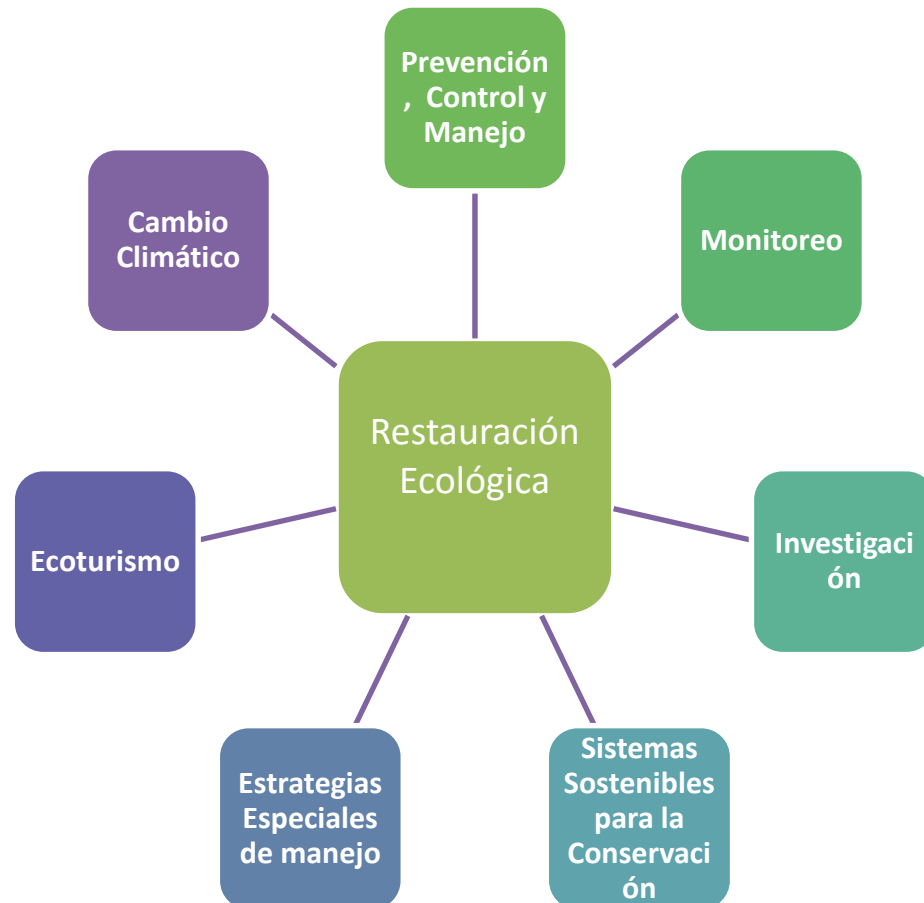 Prevención
, Control y
Manejo
Cambio
Climático
Monitoreo
Restauración
Ecológica
Ecoturismo
Investigaci
ón
Estrategias
Especiales
de manejo
Sistemas
Sostenibles
para la
Conservaci
ón